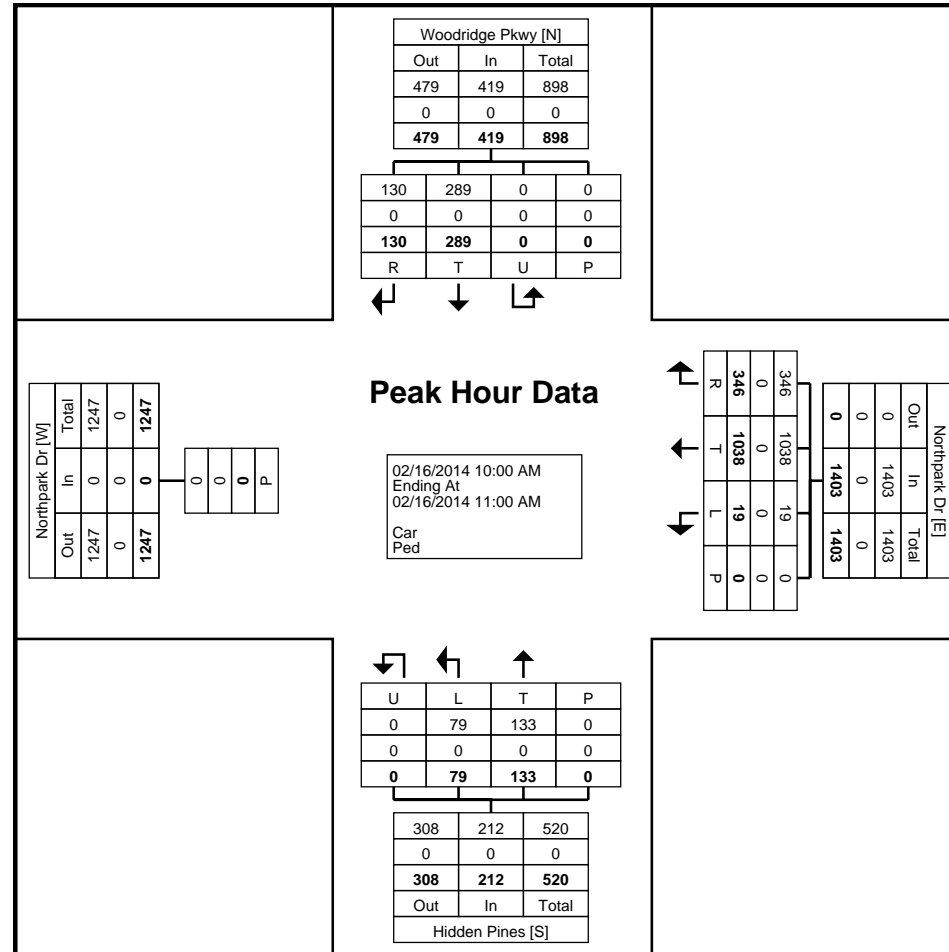 Woodridge Pkwy [N]
Out In Total
479 419 898
0 0 0
479 419 898
130 289 0 0
0 0 0 0
130 289 0 0
R T U P
Peak Hour Data
02/16/2014 10:00 AM
Ending At
02/16/2014 11:00 AM
Car
Ped
Northpark Dr [W]
Out In Total
1247 0 1247
0 0 0
1247 0 1247
0
0
0
P
Northpark Dr [E]
Out In Total
0 1403 1403
0 0 0
0 1403 1403
346 1038 19 0
0 0 0 0
346 1038 19 0
R T L P
U L T P
0 79 133 0
0 0 0 0
0 79 133 0
308 212 520
0 0 0
308 212 520
Out In Total
Hidden Pines [S]